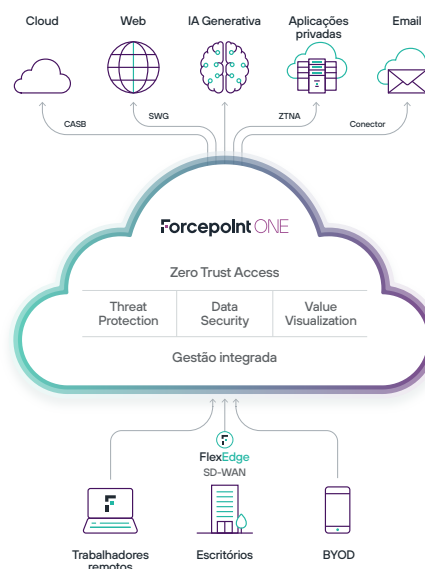 Cloud
Web
IA Generativa
Aplicações
privadas
Email
CASB
SWG
ZTNA
Conector
Forcepoint ONE
Zero Trust Access
Threat
Protection
Data
Security
Value
Visualization
Gestão integrada
FlexEdge
SD-WAN
Trabalhadores
remotos
Escritórios
BYOD